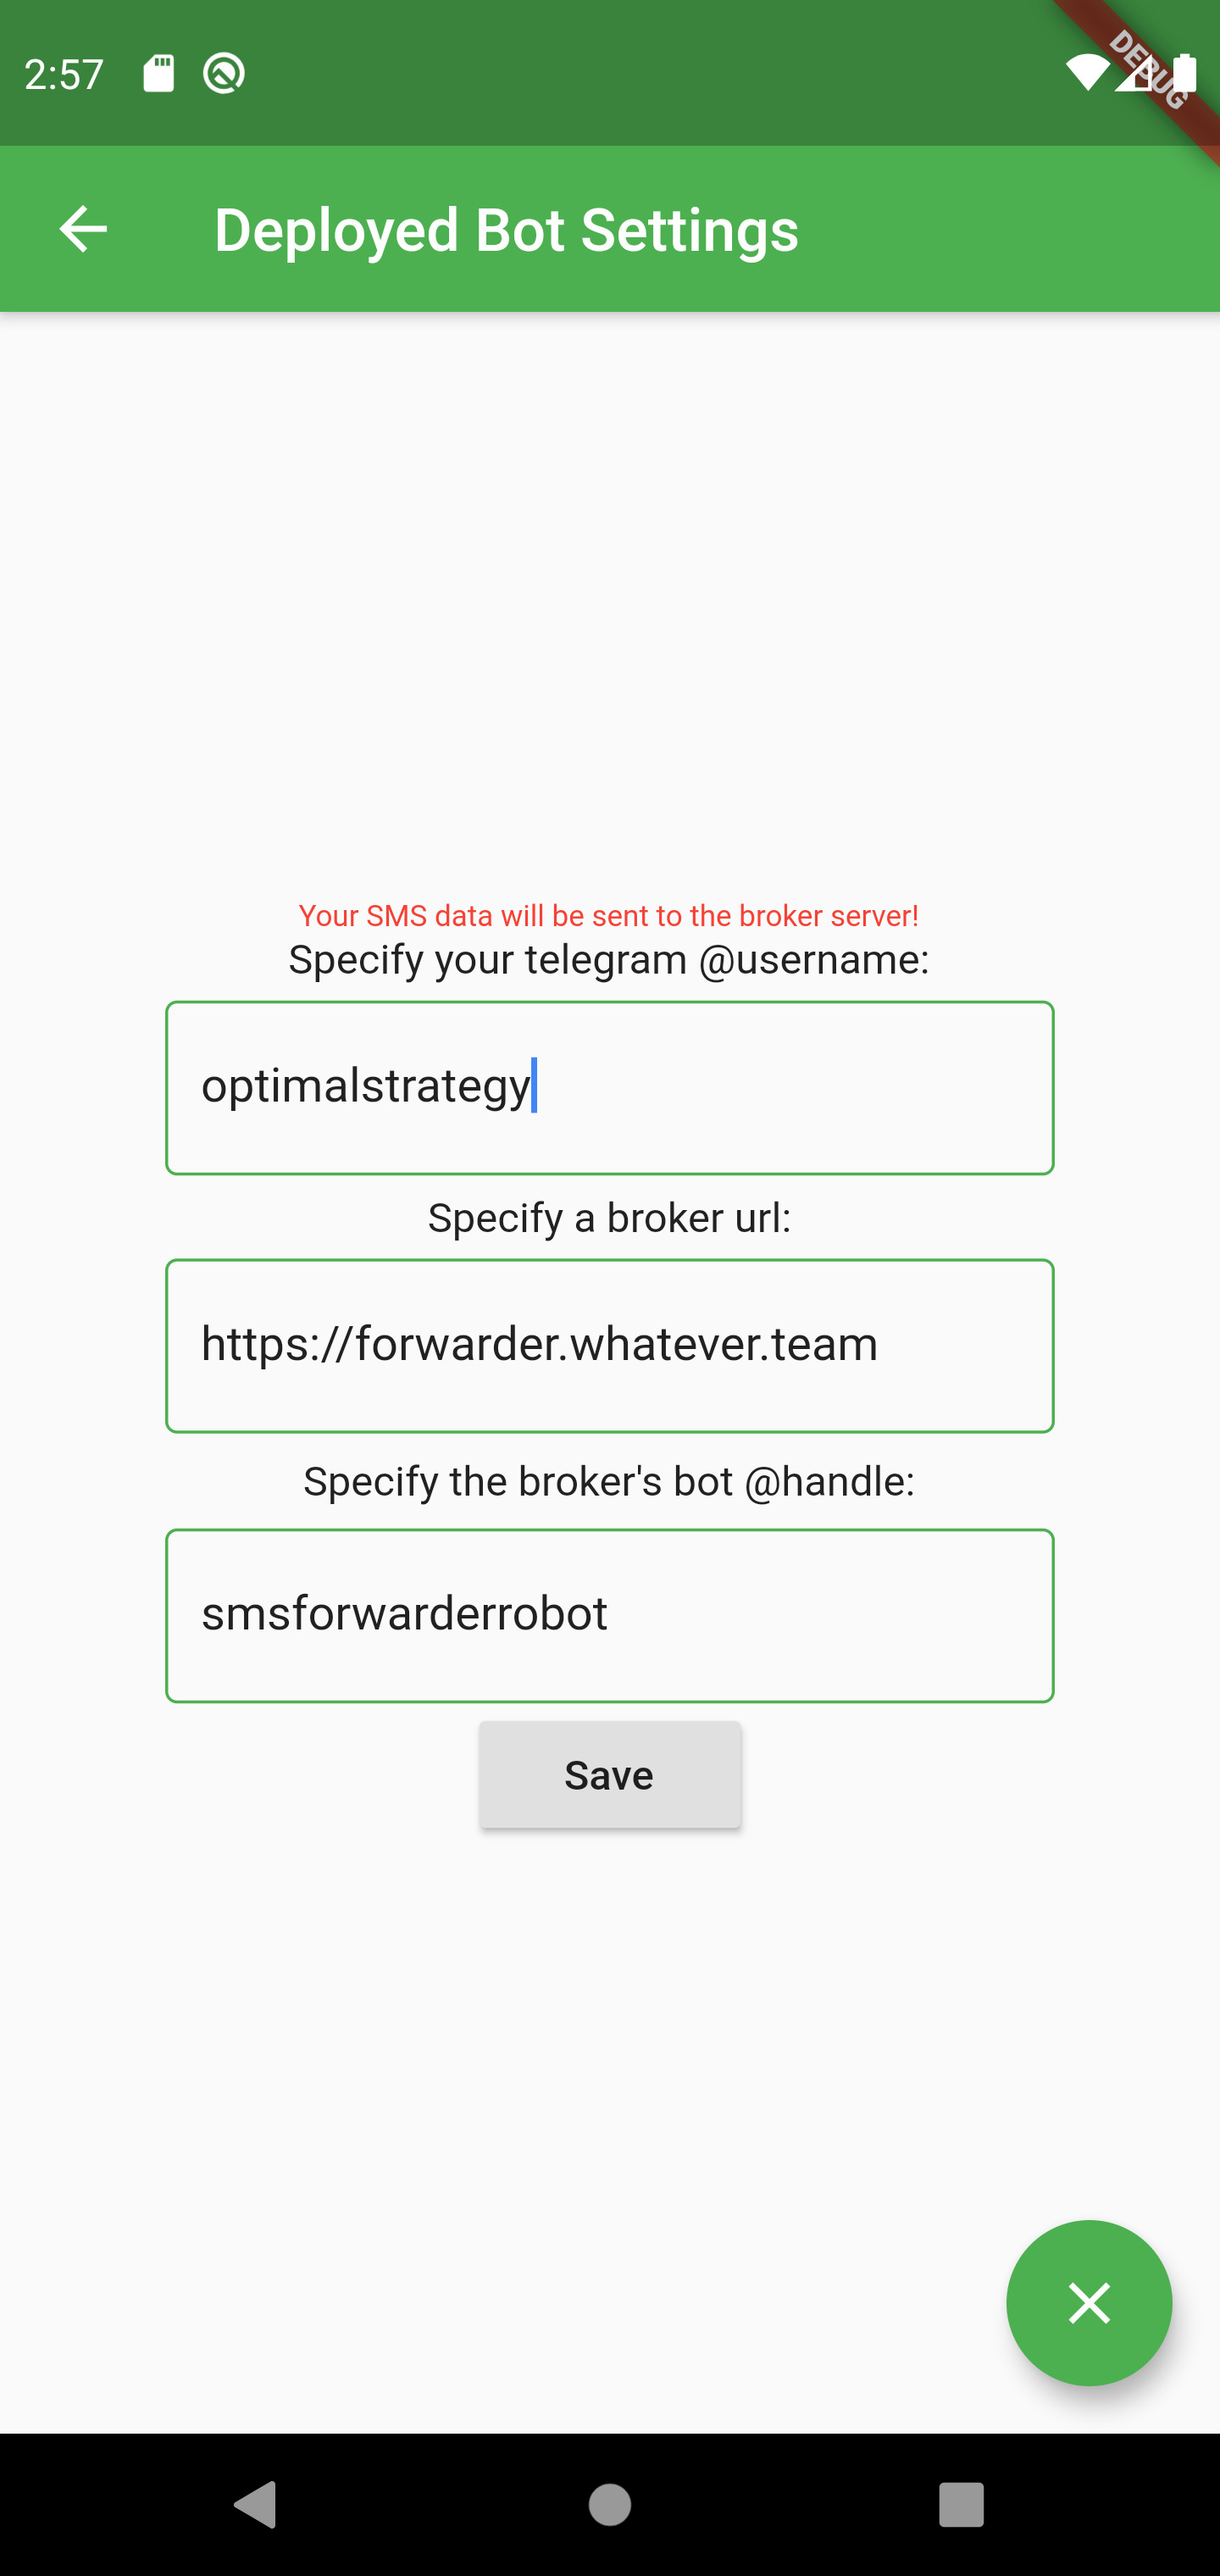 2:57
DEBUG
Deployed Bot Settings
Your SMS data will be sent to the broker server!
Specify your telegram @username:
optimalstrategy
Specify a broker url:
https://forwarder.whatever.team
Specify the broker's bot @handle:
smsforwarderrobot
Save